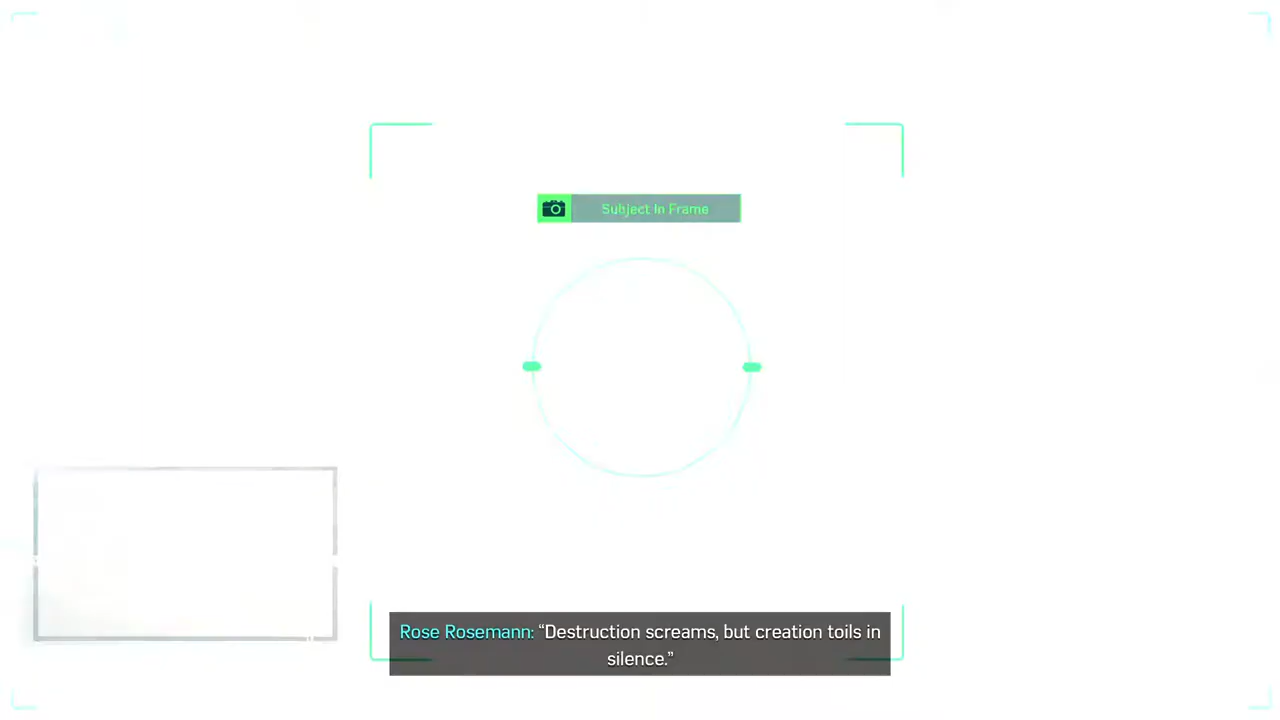 Subject In Frame
Rose Rosemann: “Destruction screams, but creation toils in
silence.”